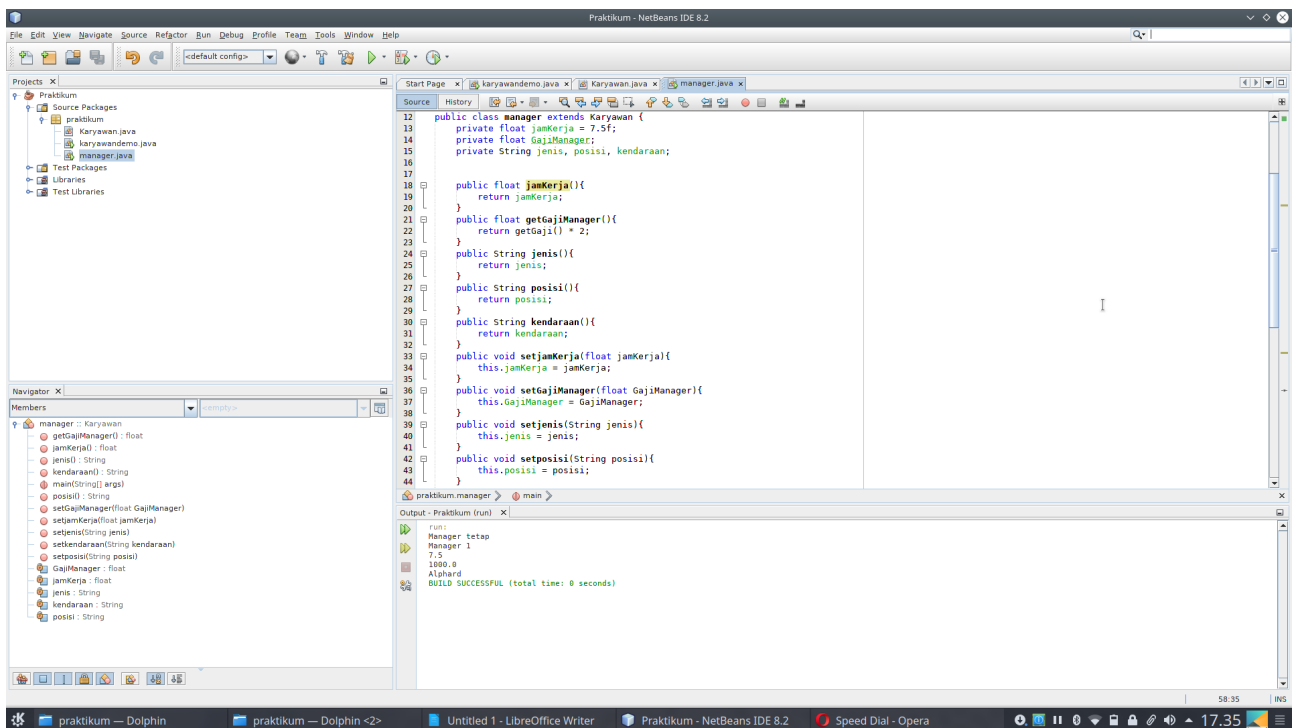 Praktikum - NetBeans IDE 8.2
File Edit View Navigate Source Refactor Run Debug Profile Team Tools Window Help
<default config>
Projects
Praktikum
Source Packages
praktikum
Karyawan.java
karyawandemo.java
manager.java
Test Packages
Libraries
Test Libraries
Navigator
Members
<empty>
manager :: Karyawan
getGajiManager() : float
jamKerja() : float
jenis() : String
kendaraan() : String
main(String[] args)
posisi() : String
setGajiManager(float GajiManager)
setjamKerja(float jamKerja)
setjenis(String jenis)
setkendaraan(String kendaraan)
setposisi(String posisi)
GajiManager : float
jamKerja : float
jenis : String
kendaraan : String
posisi : String
Start Page karyawandemo.java Karyawan.java manager.java
Source History
12 public class manager extends Karyawan {
13 private float jamKerja = 7.5f;
14 private float GajiManager;
15 private String jenis, posisi, kendaraan;
16
17
18 public float jamKerja(){
19 return jamKerja;
20 }
21 public float getGajiManager(){
22 return getGaji() * 2;
23 }
24 public String jenis(){
25 return jenis;
26 }
27 public String posisi(){
28 return posisi;
29 }
30 public String kendaraan(){
31 return kendaraan;
32 }
33 public void setjamKerja(float jamKerja){
34 this.jamKerja = jamKerja;
35 }
36 public void setGajiManager(float GajiManager){
37 this.GajiManager = GajiManager;
38 }
39 public void setjenis(String jenis){
40 this.jenis = jenis;
41 }
42 public void setposisi(String posisi){
43 this.posisi = posisi;
44 }
praktikum.manager main
Output - Praktikum (run)
run:
Manager tetap
Manager 1
7.5
1000.0
Alphard
BUILD SUCCESSFUL (total time: 0 seconds)
58:35 INS
praktikum — Dolphin praktikum — Dolphin <2> Untitled 1 - LibreOffice Writer Praktikum - NetBeans IDE 8.2 Speed Dial - Opera 17.35